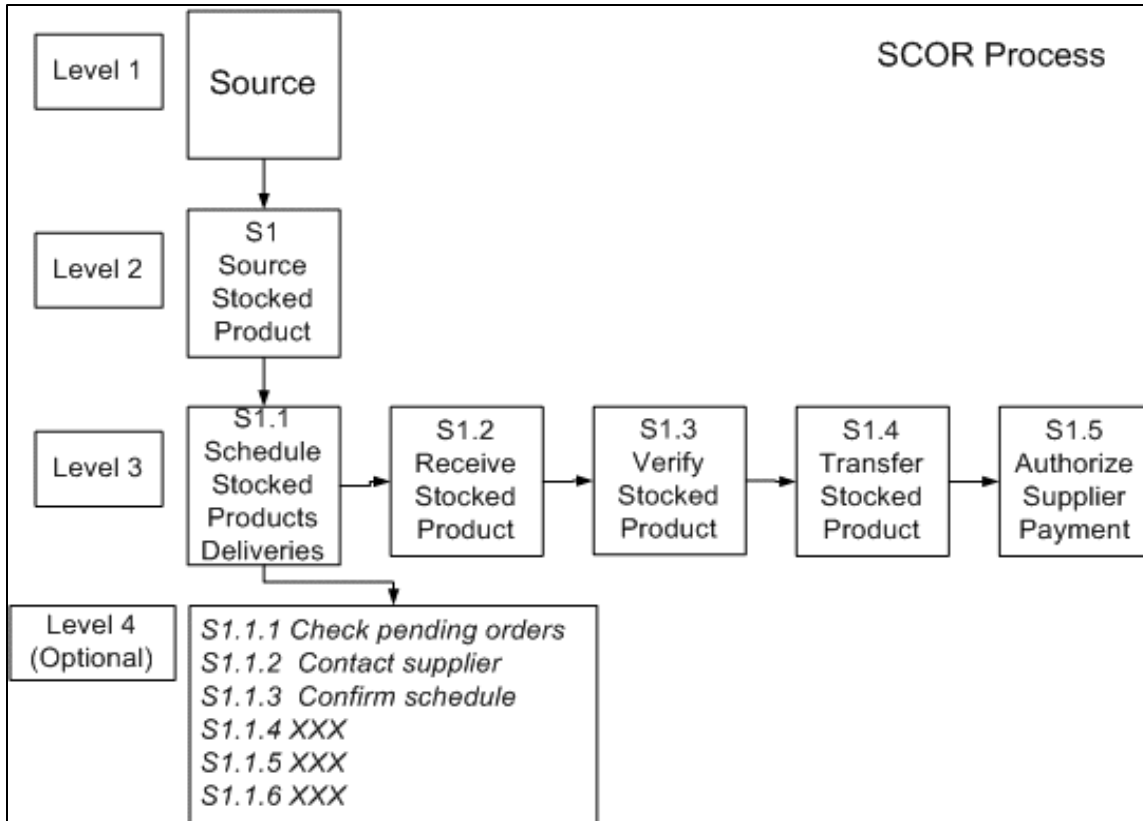 SCOR Process
Level 1
Source
Level 2
S1
Source
Stocked
Product
Level 3
S1.1
Schedule
Stocked
Products
Deliveries
S1.2
Receive
Stocked
Product
S1.3
Verify
Stocked
Product
S1.4
Transfer
Stocked
Product
S1.5
Authorize
Supplier
Payment
Level 4
(Optional)
S1.1.1 Check pending orders
S1.1.2 Contact supplier
S1.1.3 Confirm schedule
S1.1.4 XXX
S1.1.5 XXX
S1.1.6 XXX